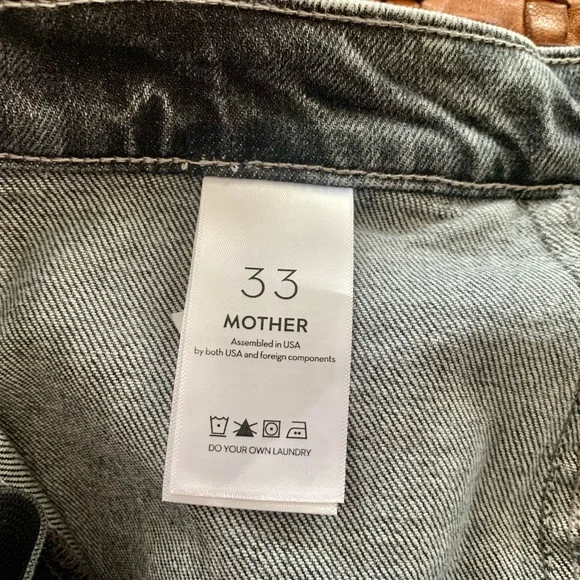 33
MOTHER
Assembled in USA
by both USA and foreign components
DO YOUR OWN LAUNDRY